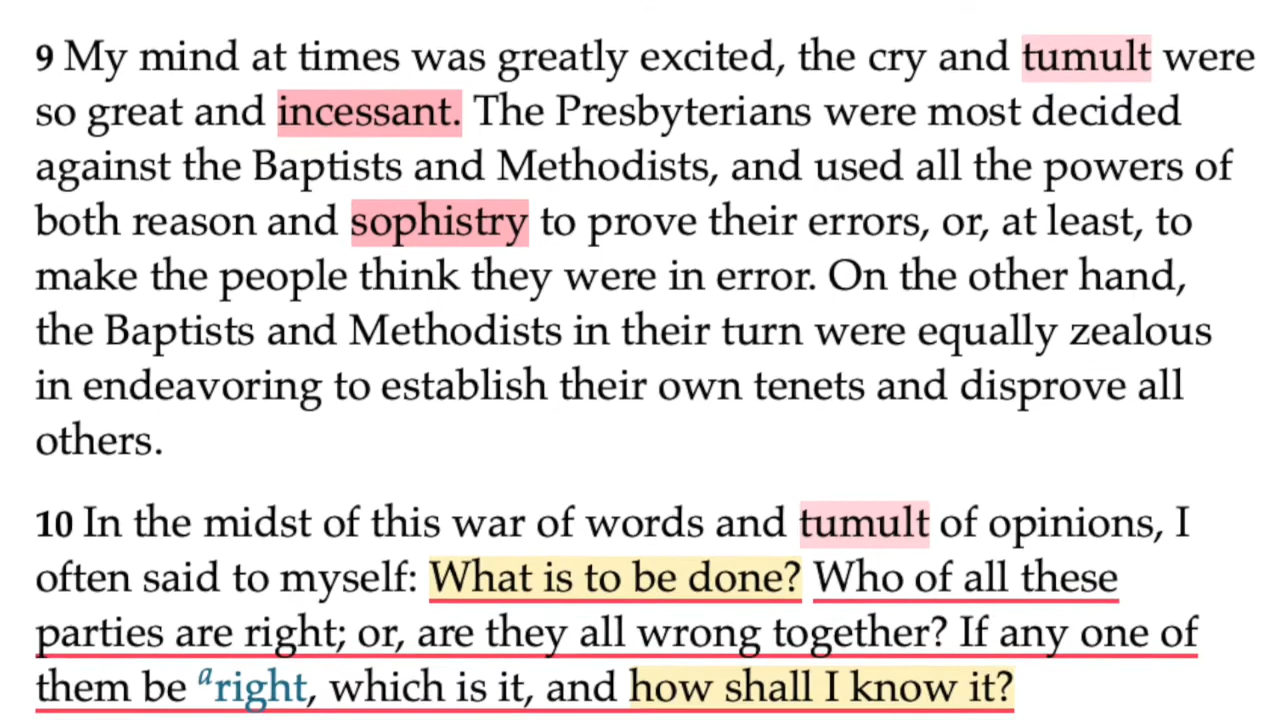 9 My mind at times was greatly excited, the cry and tumult were
so great and incessant. The Presbyterians were most decided
against the Baptists and Methodists, and used all the powers of
both reason and sophistry to prove their errors, or, at least, to
make the people think they were in error. On the other hand,
the Baptists and Methodists in their turn were equally zealous
in endeavoring to establish their own tenets and disprove all
others.
10 In the midst of this war of words and tumult of opinions, I
often said to myself: What is to be done? Who of all these
parties are right; or, are they all wrong together? If any one of
them be aright, which is it, and how shall I know it?